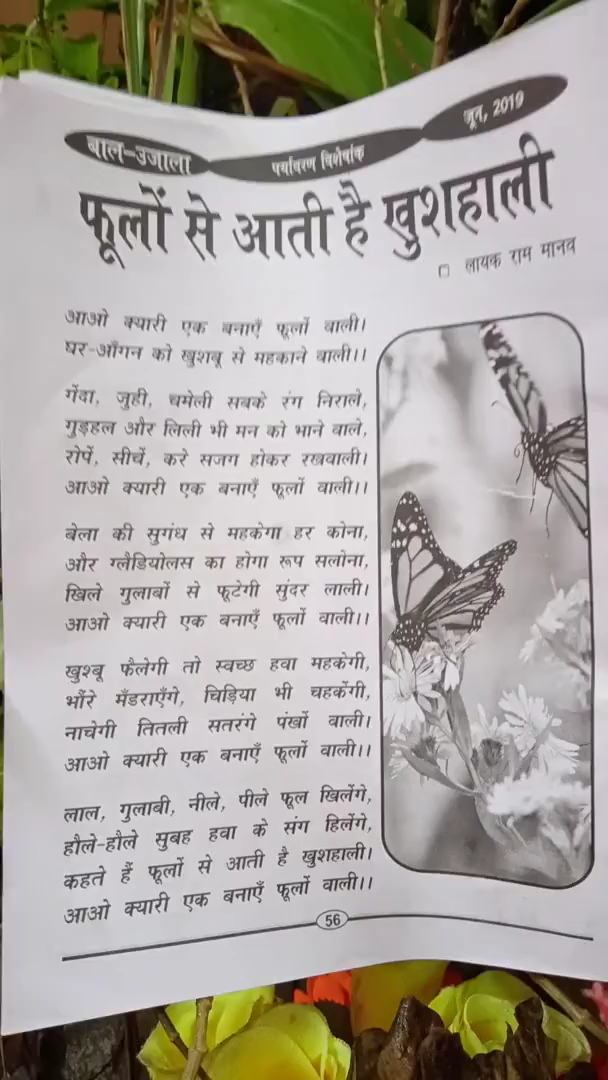 बाल-उजाला
पर्यावरण विशेषांक
जून, 2019
फूलों से आती है खुशहाली
□ लायक राम मानव
आओ क्यारी एक बनाएँ फूलों वाली।
घर-आँगन को खुशबू से महकाने वाली।।
गेंदा, जुही, चमेली सबके रंग निराले,
गुड़हल और लिली भी मन को भाने वाले,
रोपें, सीचें, करे सजग होकर रखवाली।
आओ क्यारी एक बनाएँ फूलों वाली।।
बेला की सुगंध से महकेगा हर कोना,
और ग्लैडियोलस का होगा रूप सलोना,
खिले गुलाबों से फूटेगी सुंदर लाली।
आओ क्यारी एक बनाएँ फूलों वाली।।
खुश्बू फैलेगी तो स्वच्छ हवा महकेगी,
भौंरे मँडराएँगे, चिड़िया भी चहकेंगी,
नाचेगी तितली सतरंगे पंखों वाली।
आओ क्यारी एक बनाएँ फूलों वाली।।
लाल, गुलाबी, नीले, पीले फूल खिलेंगे,
हौले-हौले सुबह हवा के संग हिलेंगे,
कहते हैं फूलों से आती है खुशहाली।
आओ क्यारी एक बनाएँ फूलों वाली।।
56